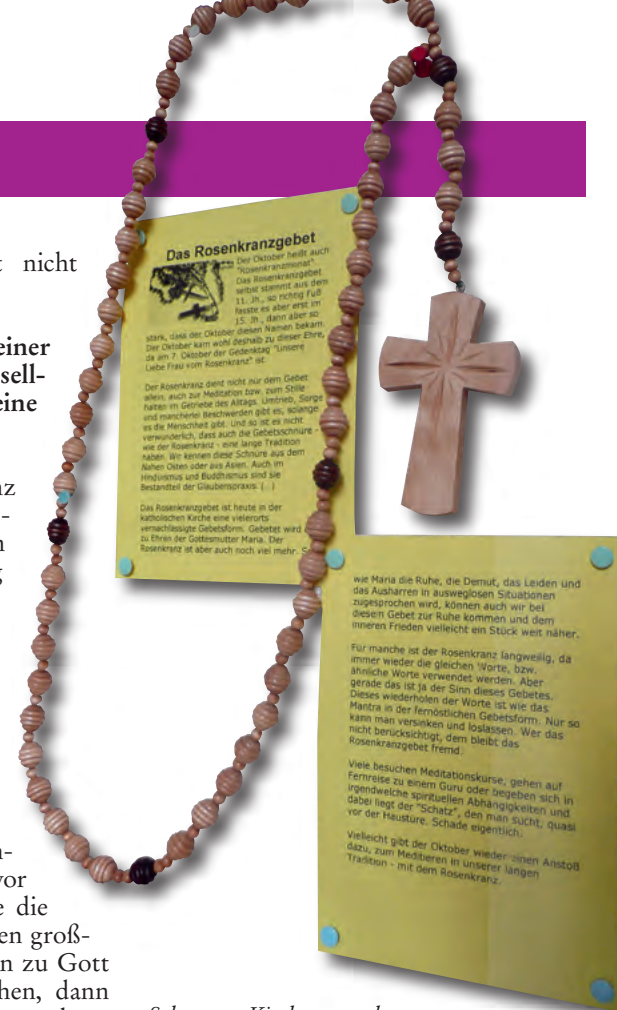 t nicht
einer
sell-
eine
nz
-
n
g
n-
vor
e die
en groß-
n zu Gott
hen, dann
Das Rosenkranzgebet
Der Oktober heißt auch
"Rosenkranzmonat".
Das Rosenkranzgebet
selbst stammt aus dem
11. Jh., so richtig Fuß
fasste es aber erst im
15. Jh., dann aber so
stark, dass der Oktober diesen Namen bekam.
Der Oktober kam wohl deshalb zu dieser Ehre,
da am 7. Oktober der Gedenktag "Unsere
Liebe Frau vom Rosenkranz" ist.
Der Rosenkranz dient nicht nur dem Gebet
allein, auch zur Meditation bzw. zum Stille
halten im Getriebe des Alltags. Umtrieb, Sorge
und mancherlei Beschwerden gibt es, solange
es die Menschheit gibt. Und so ist es nicht
verwunderlich, dass auch die Gebetsschnüre -
wie der Rosenkranz - eine lange Tradition
haben. Wir kennen diese Schnüre aus dem
Nahen Osten oder aus Asien. Auch im
Hinduismus und Buddhismus sind sie
Bestandteil der Glaubenspraxis. (...)
Das Rosenkranzgebet ist heute in der
katholischen Kirche eine vielerorts
vernachlässigte Gebetsform. Gebetet wird
zu Ehren der Gottesmutter Maria. Der
Rosenkranz ist aber auch noch viel mehr. S
wie Maria die Ruhe, die Demut, das Leiden und
das Ausharren in ausweglosen Situationen
zugesprochen wird, können auch wir bei
diesem Gebet zur Ruhe kommen und dem
inneren Frieden vielleicht ein Stück weit näher.
Für manche ist der Rosenkranz langweilig, da
immer wieder die gleichen Worte, bzw.
ähnliche Worte verwendet werden. Aber
gerade das ist ja der Sinn dieses Gebetes.
Dieses wiederholen der Worte ist wie das
Mantra in der fernöstlichen Gebetsform. Nur so
kann man versinken und loslassen. Wer das
nicht berücksichtigt, dem bleibt das
Rosenkranzgebet fremd.
Viele besuchen Meditationskurse, gehen auf
Fernreise zu einem Guru oder begeben sich in
irgendwelche spirituellen Abhängigkeiten und
dabei liegt der "Schatz", den man sucht, quasi
vor der Haustüre. Schade eigentlich.
Vielleicht gibt der Oktober wieder einen Anstoß
dazu, zum Meditieren in unserer langen
Tradition - mit dem Rosenkranz.